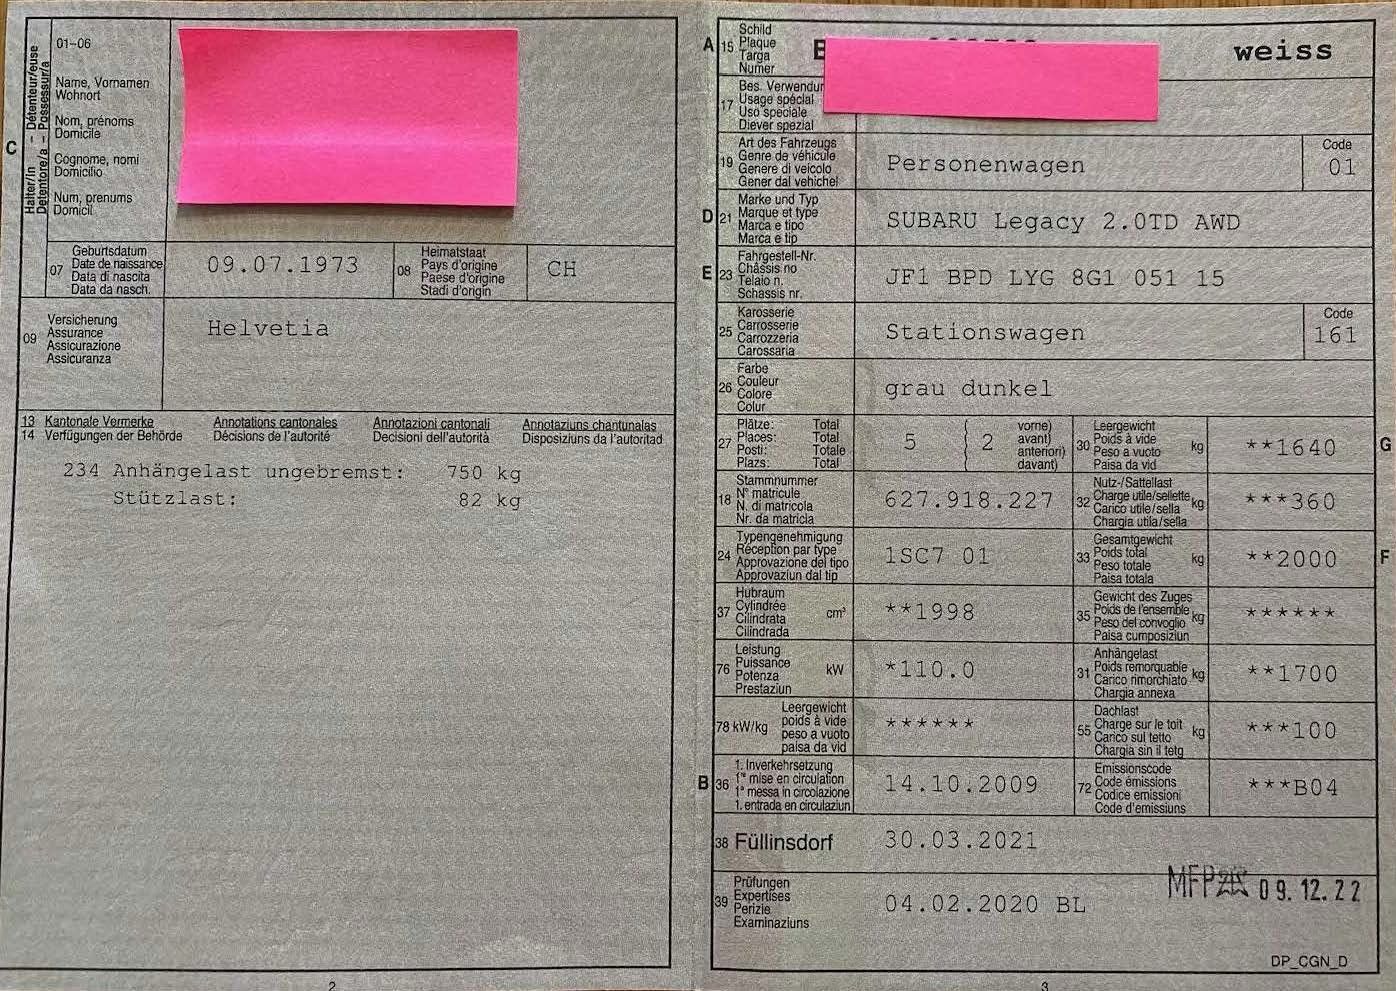 Halter/in – Détenteur/euse
Detentore/a – Possessur/a
C
01–06
Name, Vornamen
Wohnort
Nom, prénoms
Domicile
Cognome, nomi
Domicilio
Num, prenums
Domicil
07
Geburtsdatum
Date de naissance
Data di nascita
Data da nasch.
09.07.1973
08
Heimatstaat
Pays d'origine
Paese d'origine
Stadi d'origin
CH
09
Versicherung
Assurance
Assicurazione
Assicuranza
Helvetia
13 Kantonale Vermerke Annotations cantonales Annotazioni cantonali Annotaziuns chantunalas
14 Verfügungen der Behörde Décisions de l'autorité Decisioni dell'autorità Disposiziuns da l'autoritad
234 Anhängelast ungebremst: 750 kg
Stützlast: 82 kg
2
A 15
Schild
Plaque
Targa
Numer
weiss
17
Bes. Verwendun
Usage spécial
Uso speciale
Diever spezial
19
Art des Fahrzeugs
Genre de véhicule
Genere di veicolo
Gener dal vehichel
Personenwagen
Code
01
D 21
Marke und Typ
Marque et type
Marca e tipo
Marca e tip
SUBARU Legacy 2.0TD AWD
E 23
Fahrgestell-Nr.
Châssis no
Telaio n.
Schassis nr.
JF1 BPD LYG 8G1 051 15
25
Karosserie
Carrosserie
Carrozzeria
Carossaria
Stationswagen
Code
161
26
Farbe
Couleur
Colore
Colur
grau dunkel
27
Plätze: Total
Places: Total
Posti: Totale
Plazs: Total
5 ( 2
vorne)
avant)
anteriori)
davant)
30
Leergewicht
Poids à vide
Peso a vuoto
Paisa da vid
kg
**1640
G
18
Stammnummer
N° matricule
N. di matricola
Nr. da matricla
627.918.227
32
Nutz-/Sattellast
Charge utile/sellette
Carico utile/sella
Chargia utila/sella
kg
***360
24
Typengenehmigung
Réception par type
Approvazione del tipo
Approvaziun dal tip
1SC7 01
33
Gesamtgewicht
Poids total
Peso totale
Paisa totala
kg
**2000
F
37
Hubraum
Cylindrée
Cilindrata
Cilindrada
cm³
**1998
35
Gewicht des Zuges
Poids de l'ensemble
Peso del convoglio
Paisa cumposiziun
kg
******
76
Leistung
Puissance
Potenza
Prestaziun
kW
*110.0
31
Anhängelast
Poids remorquable
Carico rimorchiato
Chargia annexa
kg
**1700
78 kW/kg
Leergewicht
poids à vide
peso a vuoto
paisa da vid
******
55
Dachlast
Charge sur le toit
Carico sul tetto
Chargia sin il tetg
kg
***100
B 36
1. Inverkehrsetzung
1re mise en circulation
1a messa in circolazione
1. entrada en circulaziun
14.10.2009
72
Emissionscode
Code émissions
Codice emissioni
Code d'emissiuns
***B04
38 Füllinsdorf
30.03.2021
39
Prüfungen
Expertises
Perizie
Examinaziuns
04.02.2020 BL
MFP 09.12.22
DP_CGN_D
3